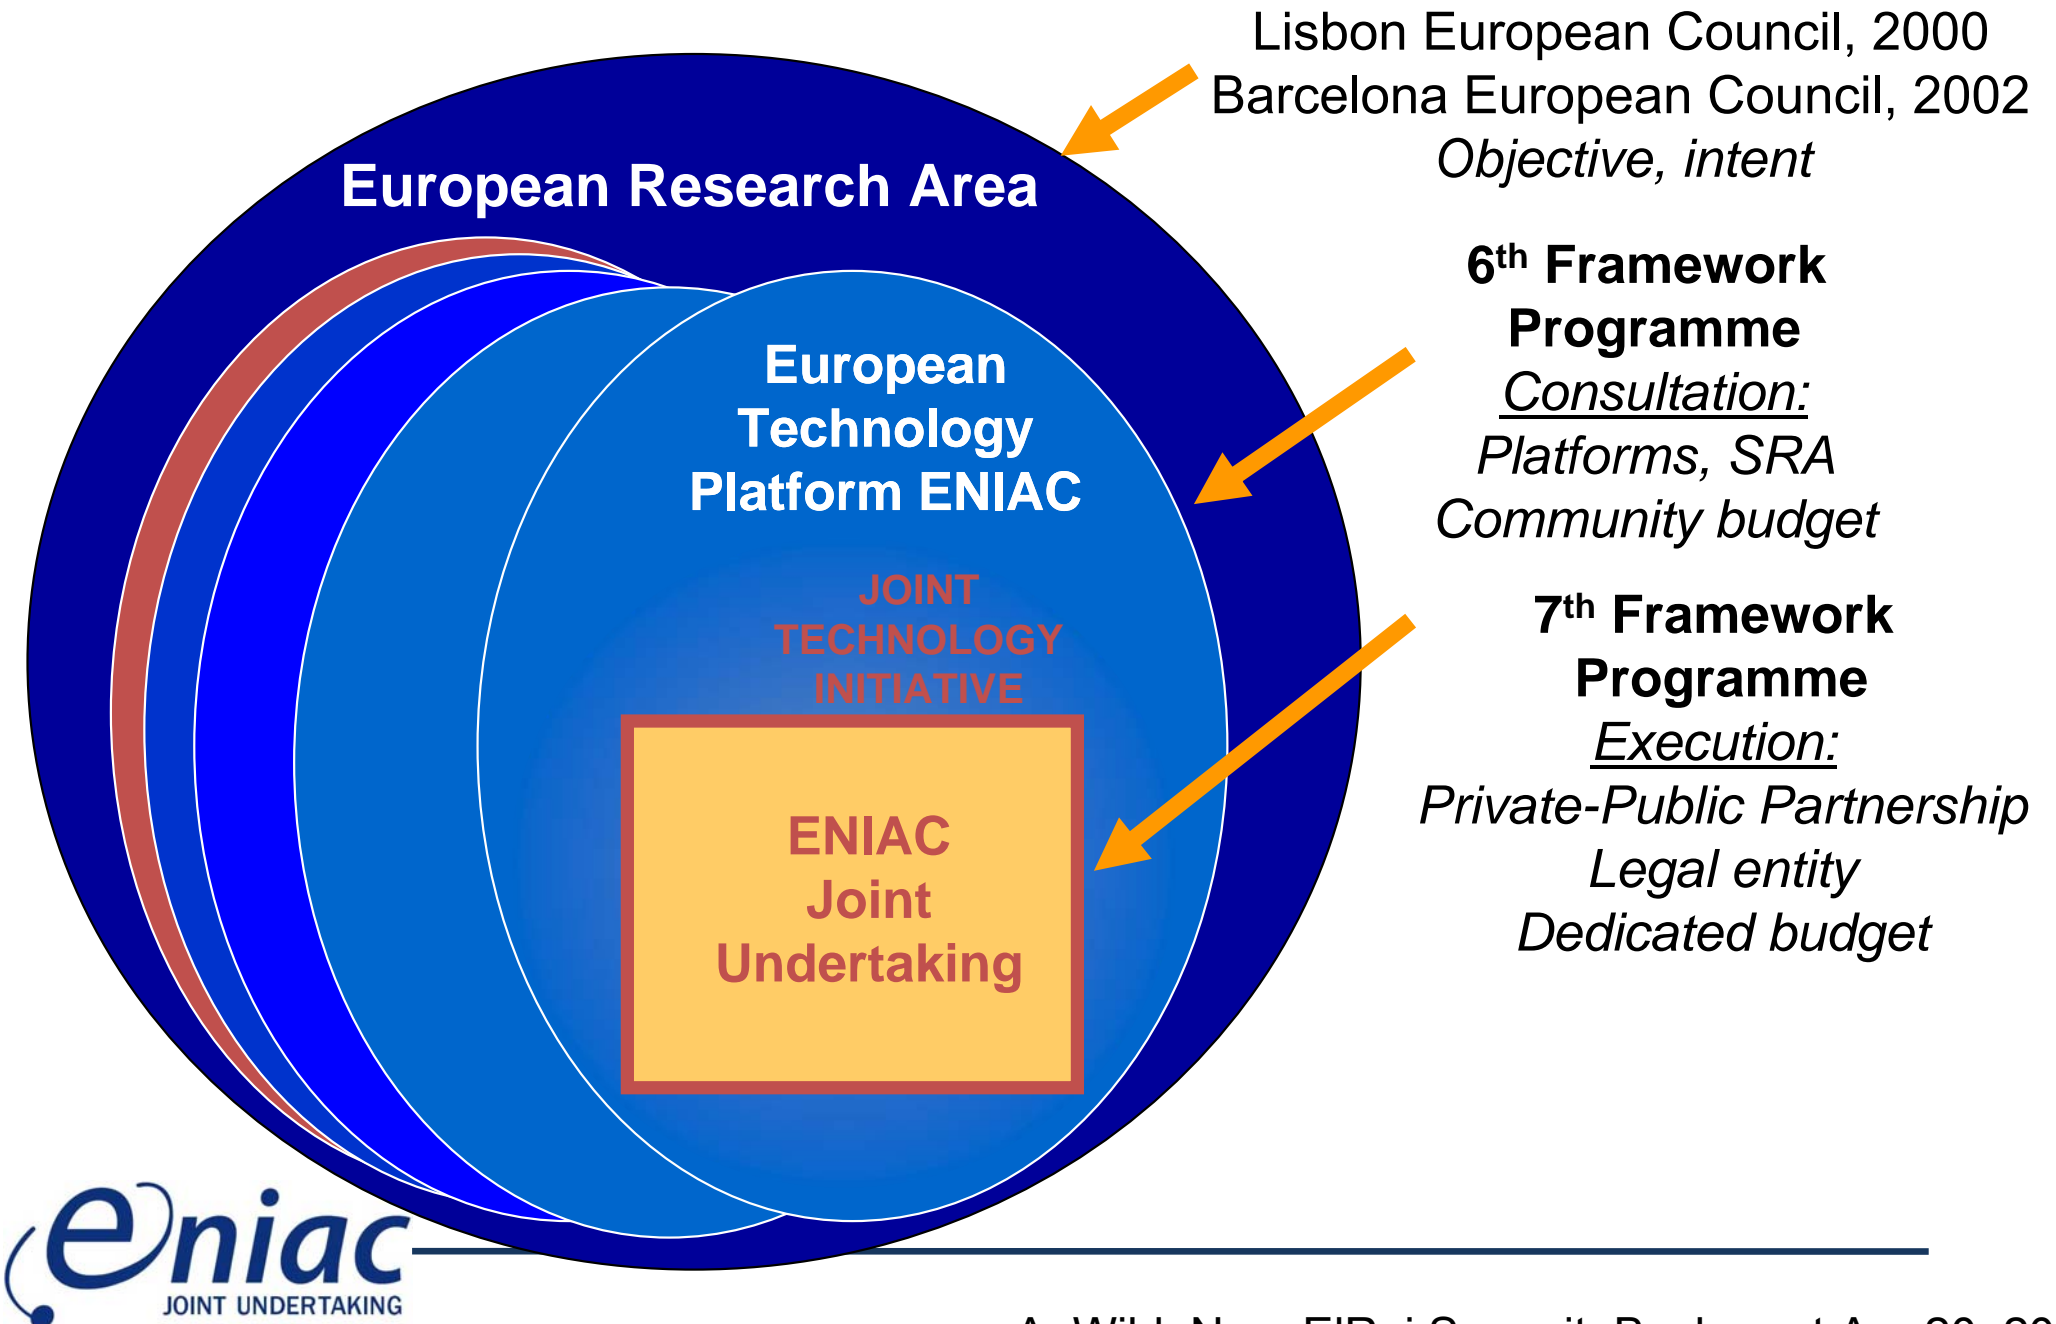 Lisbon European Council, 2000
Barcelona European Council, 2002
Objective, intent
European Research Area
6th Framework
Programme
Consultation:
Platforms, SRA
Community budget
European
Technology
Platform ENIAC
JOINT
TECHNOLOGY
INITIATIVE
7th Framework
Programme
Execution:
Private-Public Partnership
Legal entity
Dedicated budget
ENIAC
Joint
Undertaking
eniac
JOINT UNDERTAKING